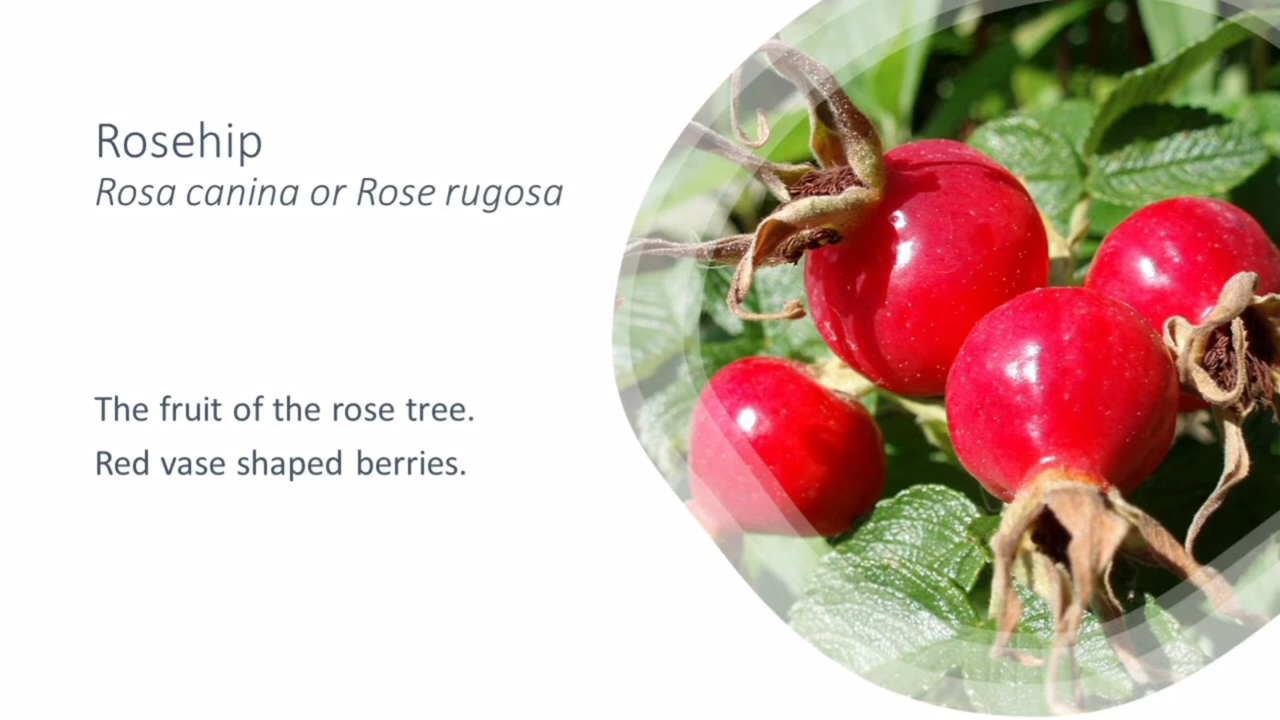 Rosehip
Rosa canina or Rose rugosa
The fruit of the rose tree.
Red vase shaped berries.